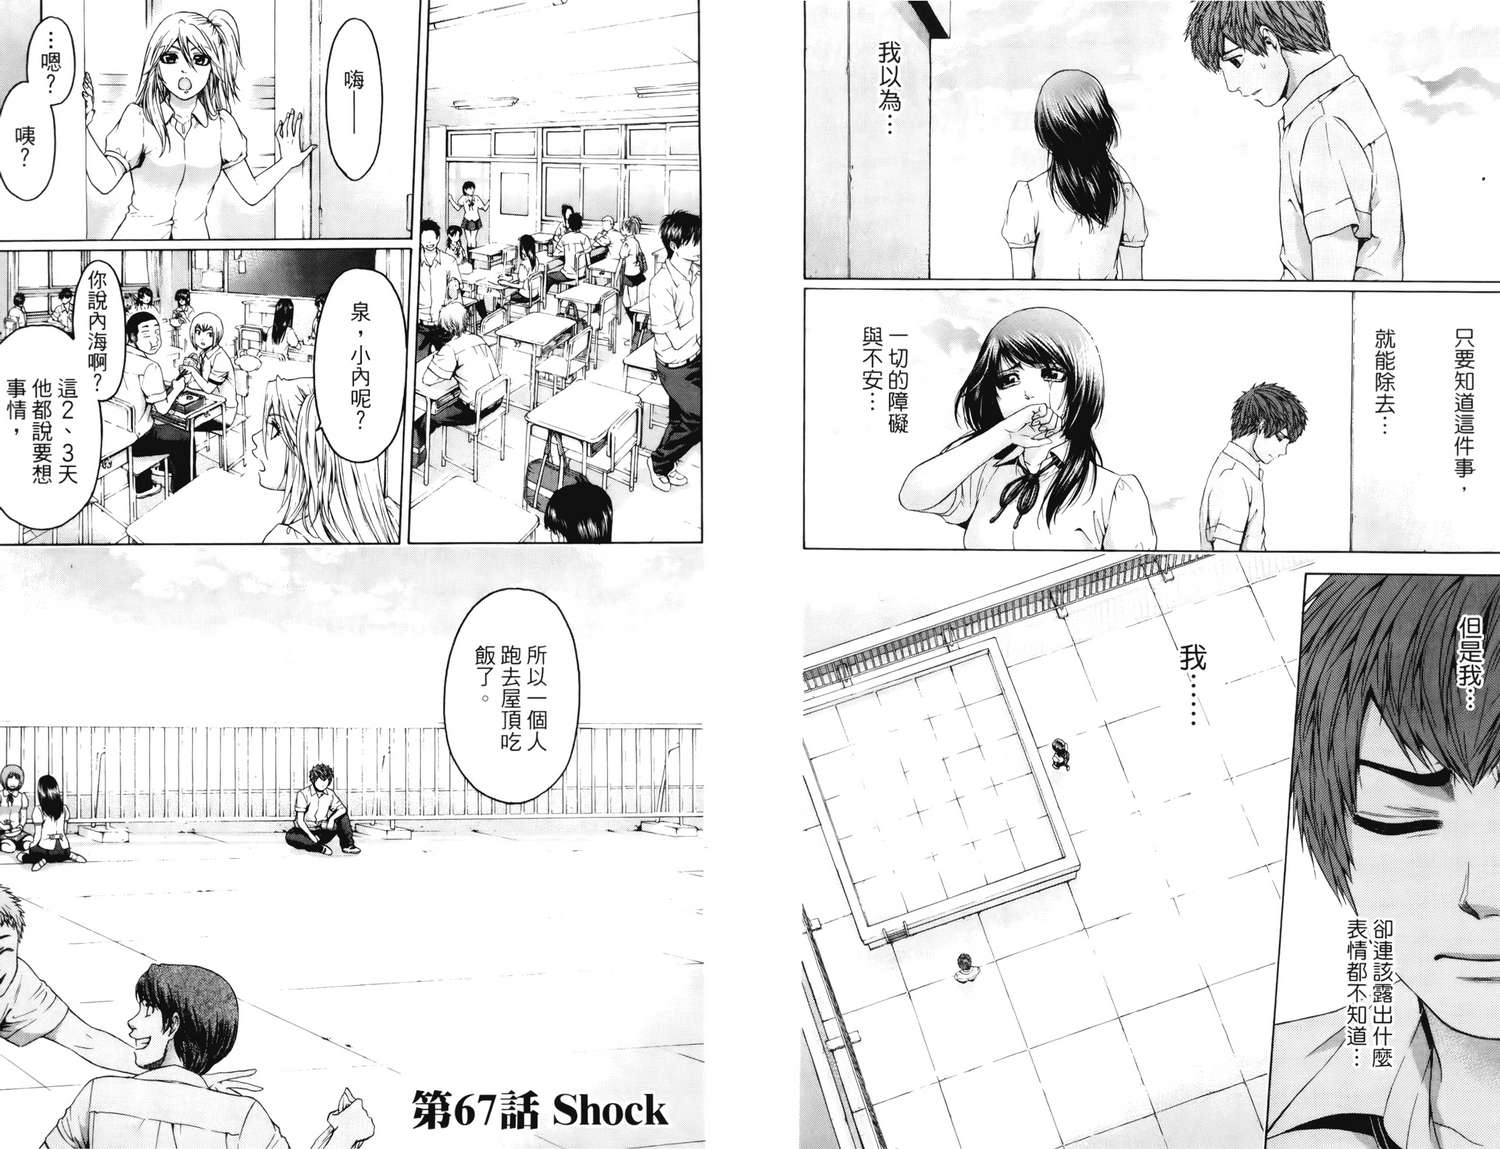 我以為…
只要知道這件事，
就能除去…
一切的障礙
與不安…
但是我…
卻連該露出什麼
表情都不知道…
我……
嗨——
…嗯？
咦？
泉，小內呢？
你說內海啊？
這2、3天
他都說要想
事情，
所以一個人
跑去屋頂吃
飯了。
第67話 Shock